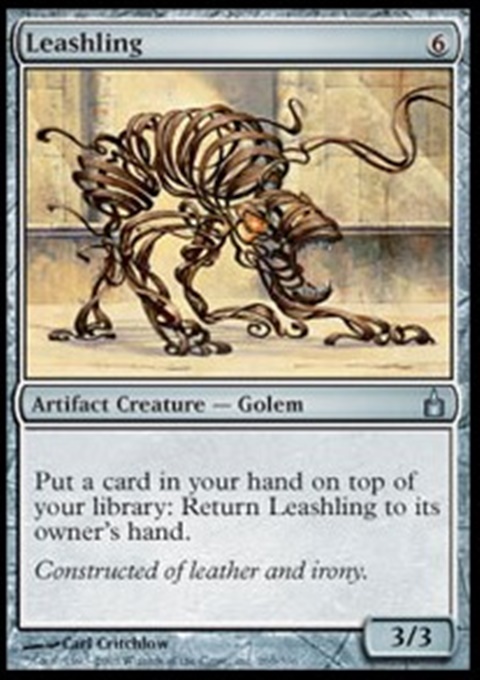 Leashling 6
Artifact Creature — Golem
Put a card in your hand on top of
your library: Return Leashling to its
owner's hand.
Constructed of leather and irony.
Carl Critchlow
3/3